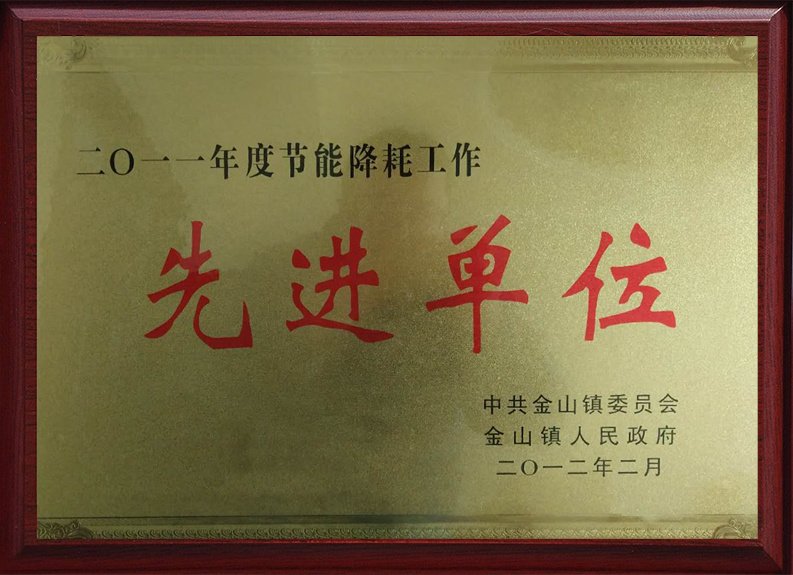 二〇一一年度节能降耗工作
先进单位
中共金山镇委员会
金山镇人民政府
二〇一二年二月